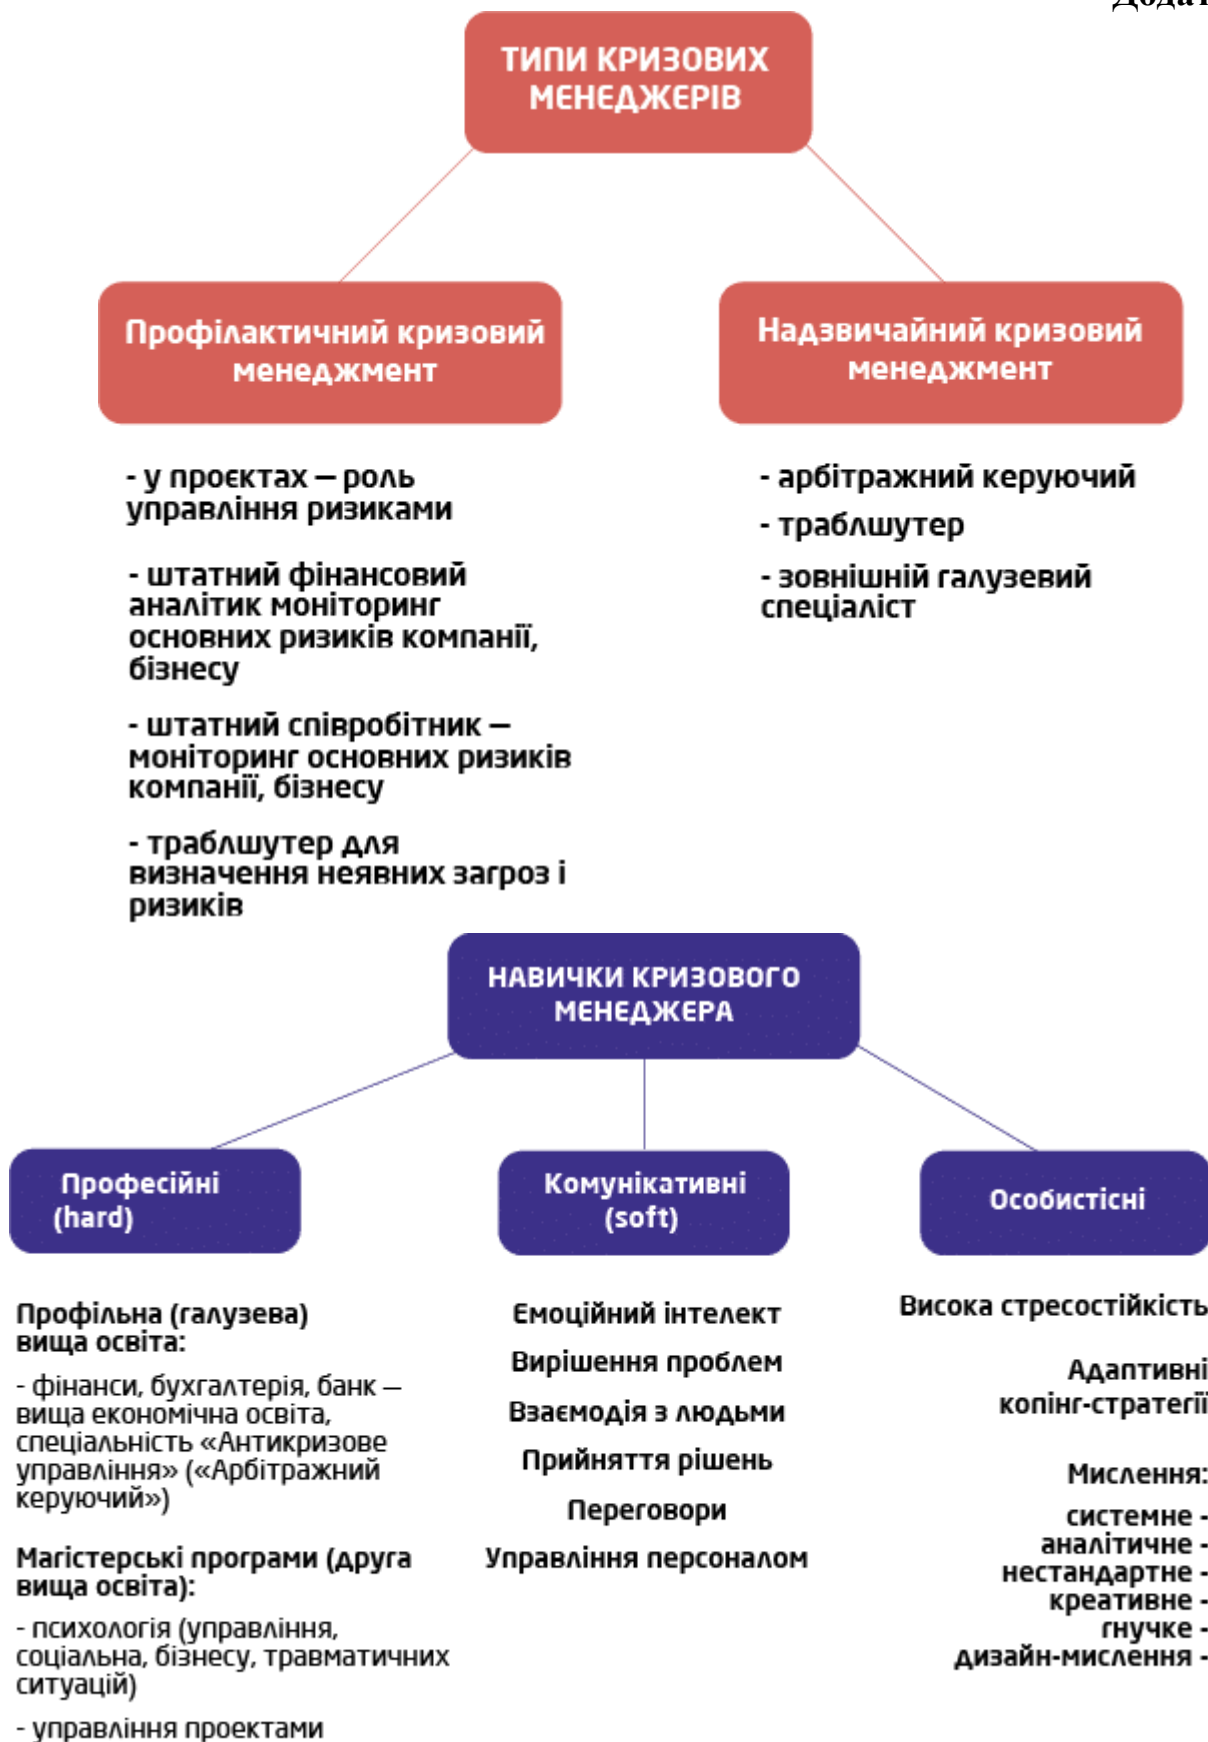 ТИПИ КРИЗОВИХ
МЕНЕДЖЕРІВ
Профілактичний кризовий
менеджмент
- у проєктах — роль
управління ризиками
- штатний фінансовий
аналітик моніторинг
основних ризиків компанії,
бізнесу
- штатний співробітник —
моніторинг основних ризиків
компанії, бізнесу
- траблшутер для
визначення неявних загроз і
ризиків
Надзвичайний кризовий
менеджмент
- арбітражний керуючий
- траблшутер
- зовнішній галузевий
спеціаліст
НАВИЧКИ КРИЗОВОГО
МЕНЕДЖЕРА
Професійні
(hard)
Профільна (галузева)
вища освіта:
- фінанси, бухгалтерія, банк —
вища економічна освіта,
спеціальність «Антикризове
управління» («Арбітражний
керуючий»)
Магістерські програми (друга
вища освіта):
- психологія (управління,
соціальна, бізнесу, травматичних
ситуацій)
- управління проектами
Комунікативні
(soft)
Емоційний інтелект
Вирішення проблем
Взаємодія з людьми
Прийняття рішень
Переговори
Управління персоналом
Особистісні
Висока стресостійкість
Адаптивні
копінг-стратегії
Мислення:
системне -
аналітичне -
нестандартне -
креативне -
гнучке -
дизайн-мислення -